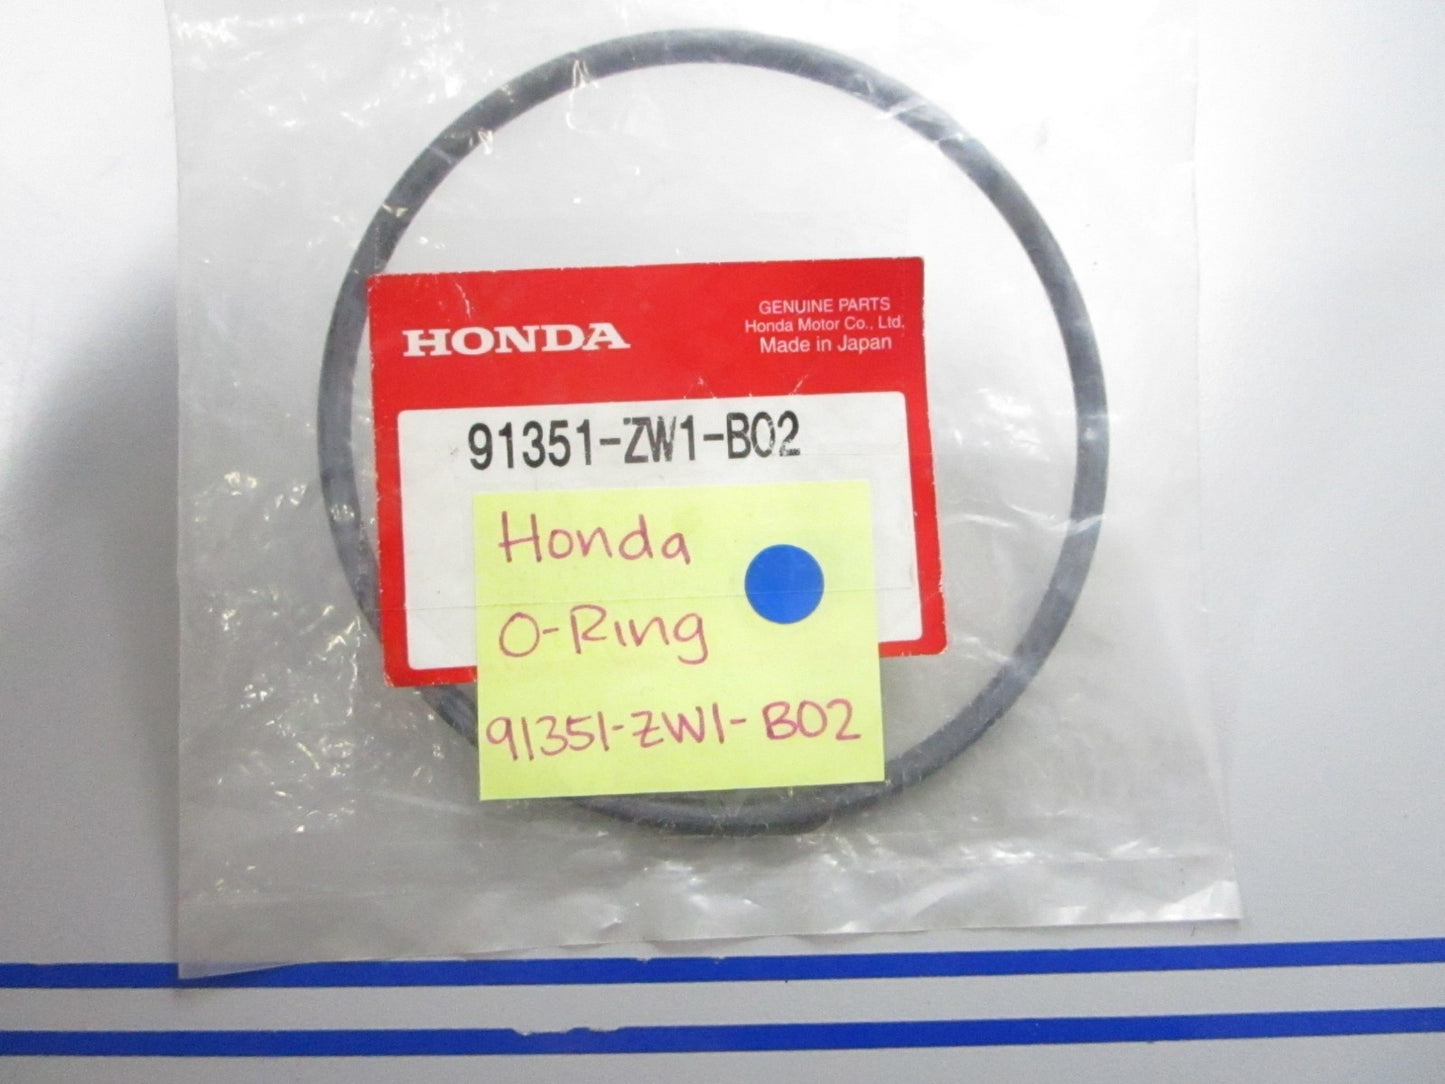 HONDA
GENUINE PARTS
Honda Motor Co., Ltd.
Made in Japan
91351-ZW1-B02
Honda
O-Ring
91351-ZW1-B02